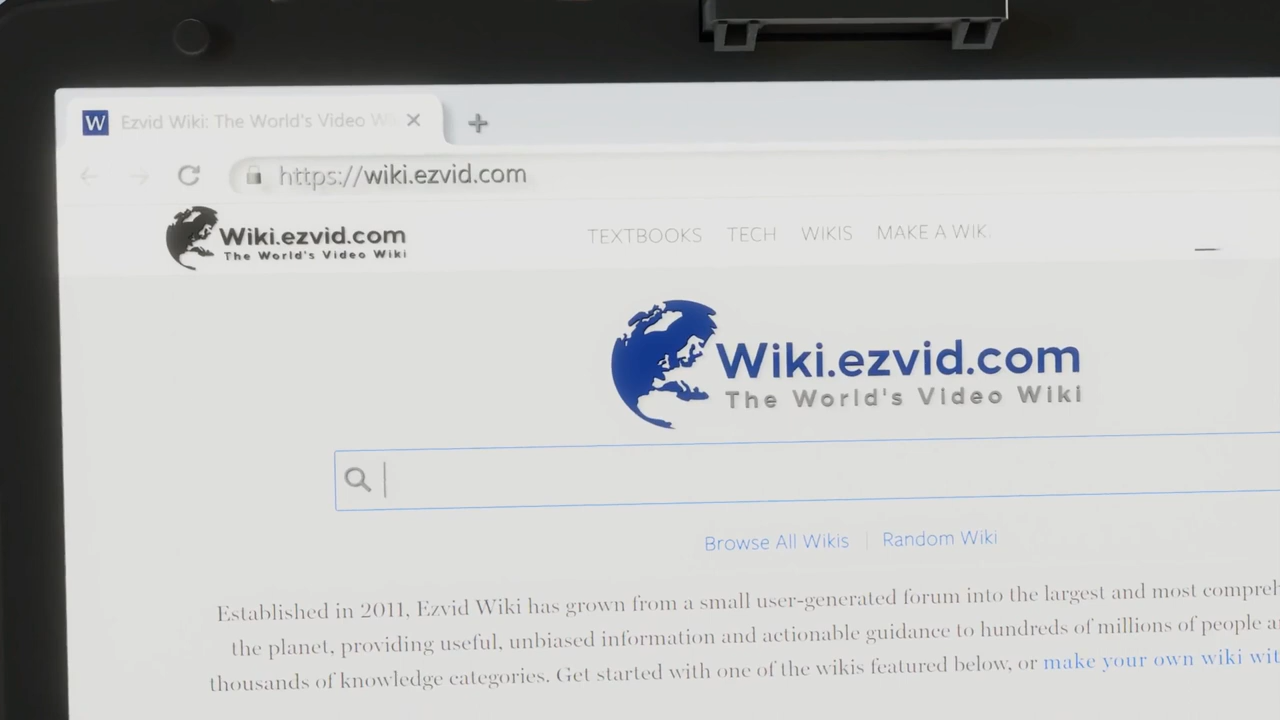 W Ezvid Wiki: The World's Video W
https://wiki.ezvid.com
Wiki.ezvid.com
The World's Video Wiki
TEXTBOOKS TECH WIKIS MAKE A WIK
Wiki.ezvid.com
The World's Video Wiki
Browse All Wikis | Random Wiki
Established in 2011, Ezvid Wiki has grown from a small user-generated forum into the largest and most compreh
the planet, providing useful, unbiased information and actionable guidance to hundreds of millions of people a
thousands of knowledge categories. Get started with one of the wikis featured below, or make your own wiki wit